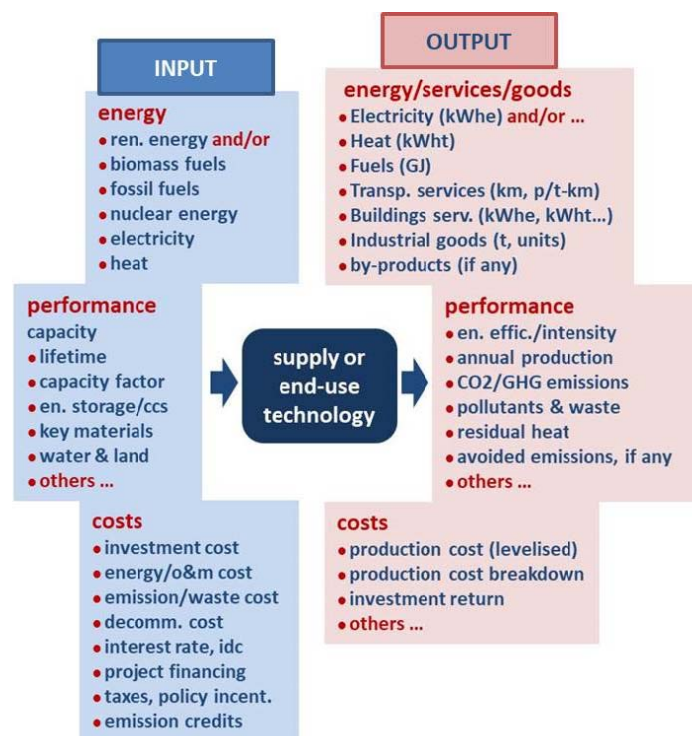 INPUT
energy
• ren. energy and/or
• biomass fuels
• fossil fuels
• nuclear energy
• electricity
• heat
performance
capacity
• lifetime
• capacity factor
• en. storage/ccs
• key materials
• water & land
• others ...
costs
• investment cost
• energy/o&m cost
• emission/waste cost
• decomm. cost
• interest rate, idc
• project financing
• taxes, policy incent.
• emission credits
supply or
end-use
technology
OUTPUT
energy/services/goods
• Electricity (kWhe) and/or ...
• Heat (kWht)
• Fuels (GJ)
• Transp. services (km, p/t-km)
• Buildings serv. (kWhe, kWht...)
• Industrial goods (t, units)
• by-products (if any)
performance
• en. effic./intensity
• annual production
• CO2/GHG emissions
• pollutants & waste
• residual heat
• avoided emissions, if any
• others ...
costs
• production cost (levelised)
• production cost breakdown
• investment return
• others ...